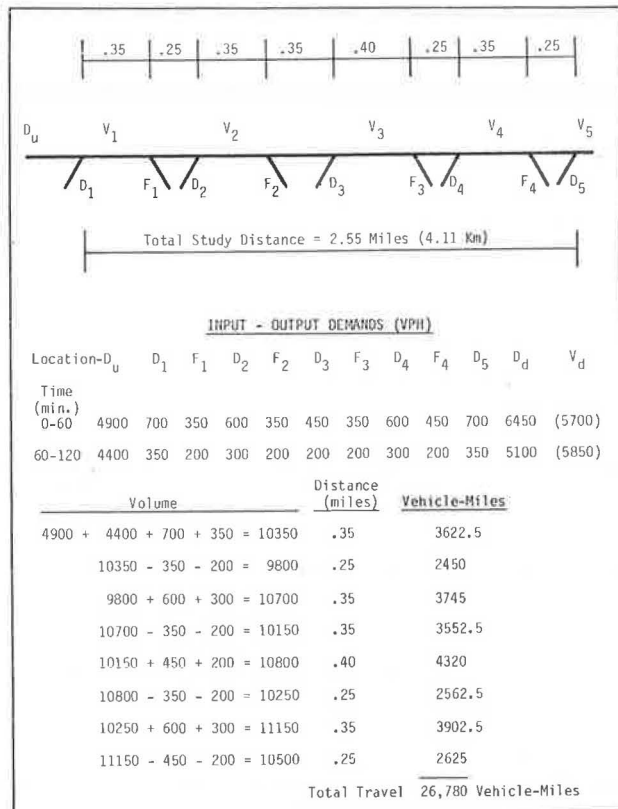 .35 .25 .35 .35 .40 .25 .35 .25
Du V1 V2 V3 V4 V5
D1 F1 D2 F2 D3 F3 D4 F4 D5
Total Study Distance = 2.55 Miles (4.11 Km)
INPUT - OUTPUT DEMANDS (VPH)
Location-Du D1 F1 D2 F2 D3 F3 D4 F4 D5 Dd Vd
Time
(min.)
0-60 4900 700 350 600 350 450 350 600 450 700 6450 (5700)
60-120 4400 350 200 300 200 200 200 300 200 350 5100 (5850)
Distance
Volume (miles) Vehicle-Miles
4900 + 4400 + 700 + 350 = 10350 .35 3622.5
10350 - 350 - 200 = 9800 .25 2450
9800 + 600 + 300 = 10700 .35 3745
10700 - 350 - 200 = 10150 .35 3552.5
10150 + 450 + 200 = 10800 .40 4320
10800 - 350 - 200 = 10250 .25 2562.5
10250 + 600 + 300 = 11150 .35 3902.5
11150 - 450 - 200 = 10500 .25 2625
Total Travel 26,780 Vehicle-Miles